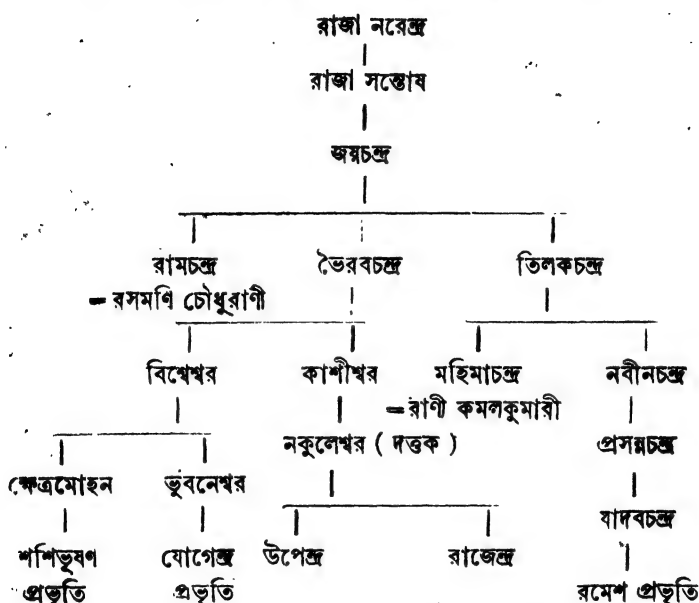 রাজা নরেন্দ্র
রাজা সন্তোষ
জয়চন্দ্র
রামচন্দ্র ভৈরবচন্দ্র তিলকচন্দ্র
= রসমণি চৌধুরাণী
বিশ্বেশ্বর কাশীশ্বর মহিমাচন্দ্র নবীনচন্দ্র
= রাণী কমলকুমারী
নকুলেশ্বর ( দত্তক ) প্রসন্নচন্দ্র
ক্ষেত্রমোহন ভূবনেশ্বর
যাদবচন্দ্র
শশিভূষণ যোগেন্দ্র উপেন্দ্র রাজেন্দ্র
প্রভৃতি প্রভৃতি রমেশ প্রভৃতি